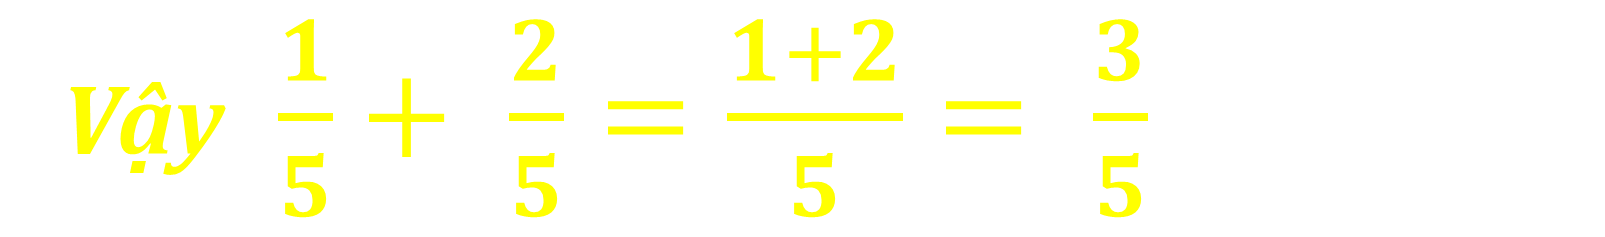 Vậy 1/5 + 2/5 = 1+2/5 = 3/5